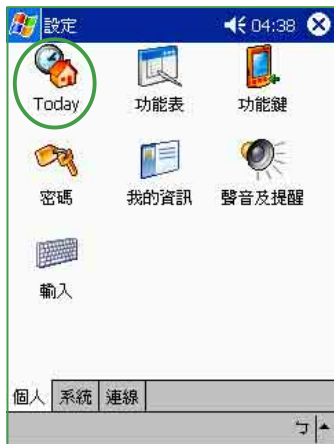 設定 04:38
Today 功能表 功能鍵
密碼 我的資訊 聲音及提醒
輸入
個人 系統 連線
ㄅ